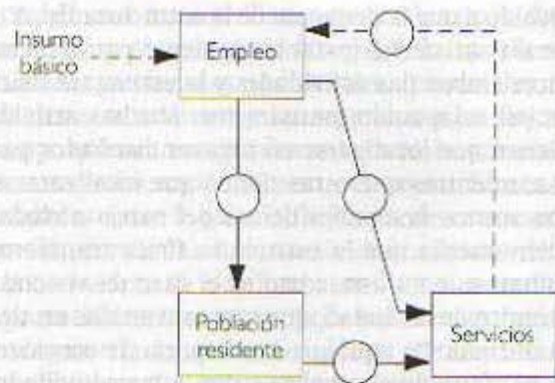 Insumo
básico
Empleo
Población
residente
Servicios